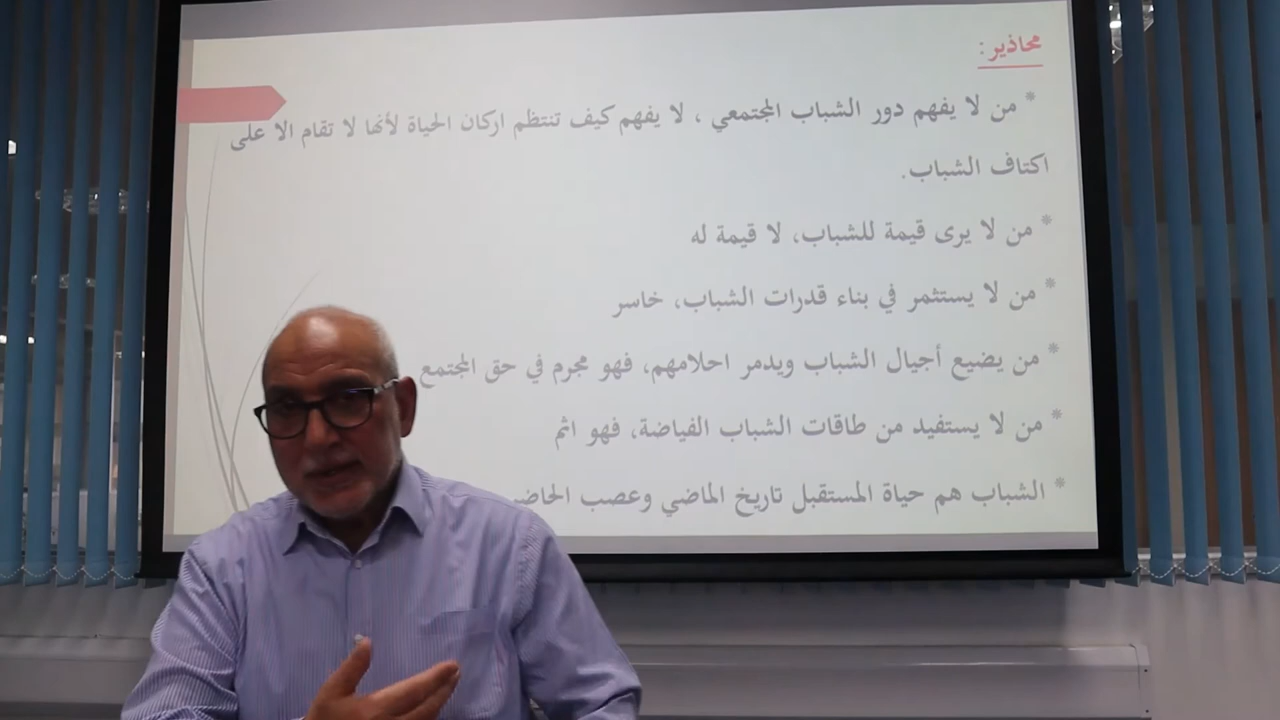 محاذير:
* من لا يفهم دور الشباب المجتمعي ، لا يفهم كيف تنتظم اركان الحياة لأنها لا تقام الا على
اكتاف الشباب.
* من لا يرى قيمة للشباب، لا قيمة له
* من لا يستثمر في بناء قدرات الشباب، خاسر
* من يضيع أجيال الشباب ويدمر احلامهم، فهو مجرم في حق المجتمع
* من لا يستفيد من طاقات الشباب الفياضة، فهو اثم
* الشباب هم حياة المستقبل تاريخ الماضي وعصب الحاضر